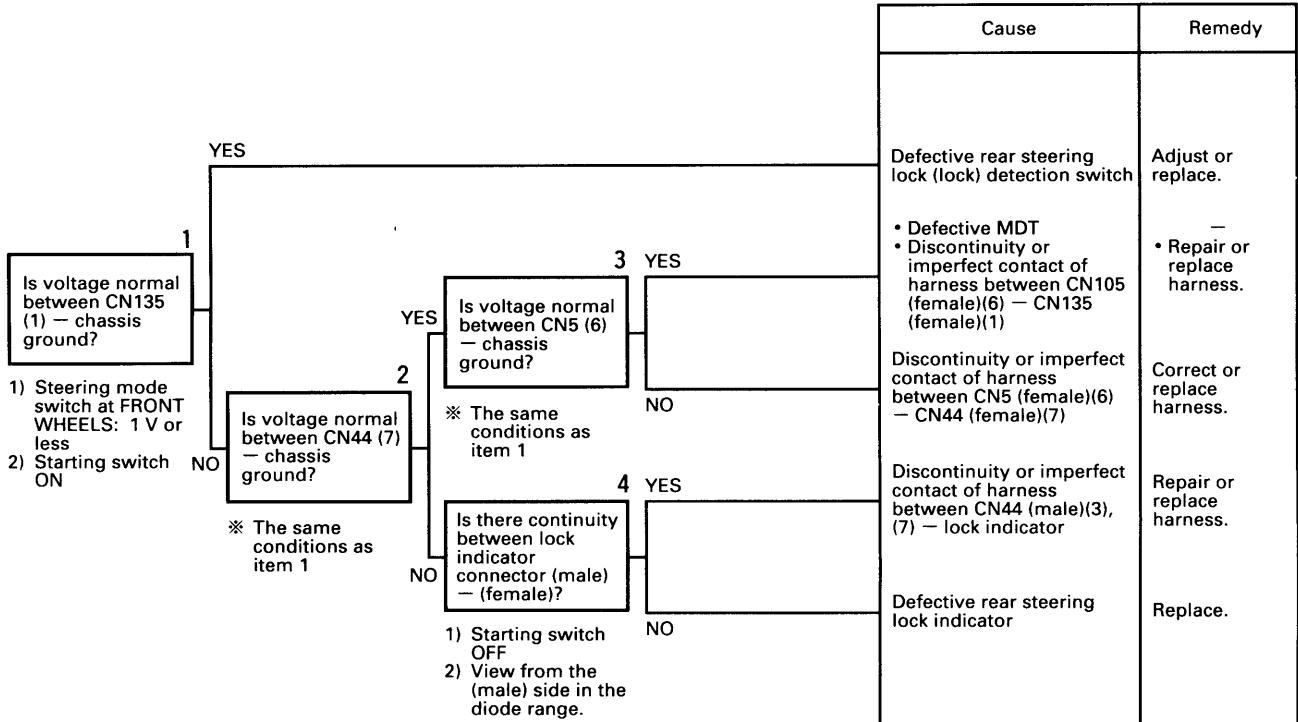 Cause
Remedy
YES
Defective rear steering
lock (lock) detection switch
Adjust or
replace.
1
Is voltage normal
between CN135
(1) — chassis
ground?
1) Steering mode
switch at FRONT
WHEELS: 1 V or
less
2) Starting switch
ON
NO
2
Is voltage normal
between CN44 (7)
— chassis
ground?
※ The same
conditions as
item 1
YES
3
Is voltage normal
between CN5 (6)
— chassis
ground?
※ The same
conditions as
item 1
YES
• Defective MDT
• Discontinuity or
imperfect contact of
harness between CN105
(female)(6) — CN135
(female)(1)
—
• Repair or
replace
harness.
NO
Discontinuity or imperfect
contact of harness
between CN5 (female)(6)
— CN44 (female)(7)
Correct or
replace
harness.
NO
4
Is there continuity
between lock
indicator
connector (male)
— (female)?
1) Starting switch
OFF
2) View from the
(male) side in the
diode range.
YES
Discontinuity or imperfect
contact of harness
between CN44 (male)(3),
(7) — lock indicator
Repair or
replace
harness.
NO
Defective rear steering
lock indicator
Replace.